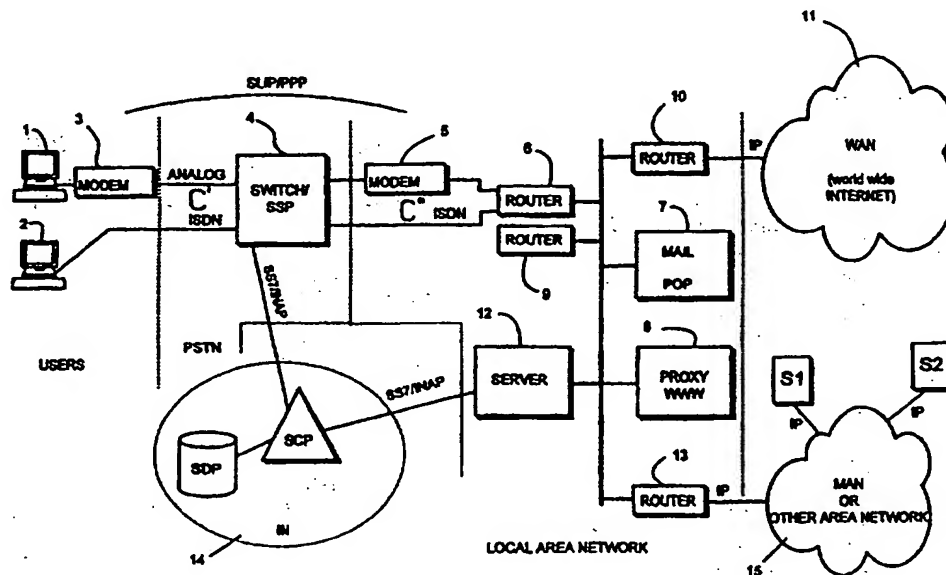 11
SLIP/PPP
1
3
4
5
10
6
ROUTER
IP
WAN
(world wide
INTERNET)
MODEM
ANALOG
C'
SWITCH/
SSP
MODEM
ROUTER
7
2
ISDN
C"
ISDN
ROUTER
MAIL
POP
9
SS7/INAP
12
8
USERS
PSTN
SERVER
PROXY
WWW
S1
S2
SS7/INAP
IP
IP
SCP
SDP
13
ROUTER
IP
MAN
OR
OTHER AREA NETWORK
IN
14
LOCAL AREA NETWORK
15